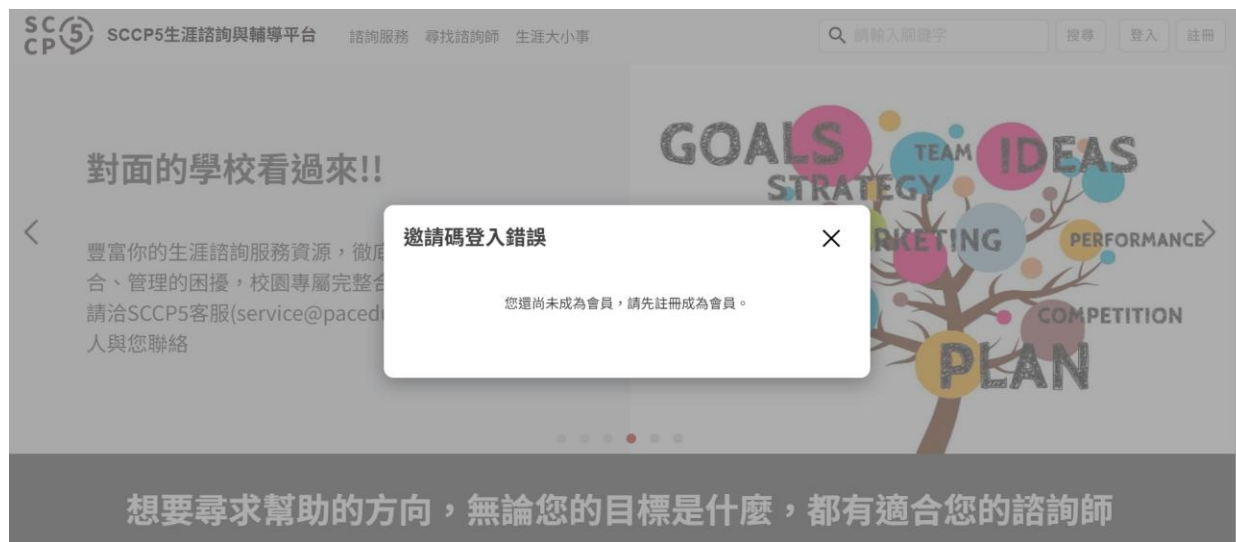 SC
CP5
SCCP5生涯諮詢與輔導平台 諮詢服務 尋找諮詢師 生涯大小事
請輸入關鍵字 搜尋 登入 註冊
對面的學校看過來!!
豐富你的生涯諮詢服務資源，徹底
合、管理的困擾，校園專屬完整
請洽SCCP5客服(service@pacedu
人與您聯絡
GOALS
TEAM
IDEAS
STRATEGY
RKETING
PERFORMANCE
COMPETITION
PLAN
邀請碼登入錯誤
您還尚未成為會員，請先註冊成為會員。
想要尋求幫助的方向，無論您的目標是什麼，都有適合您的諮詢師